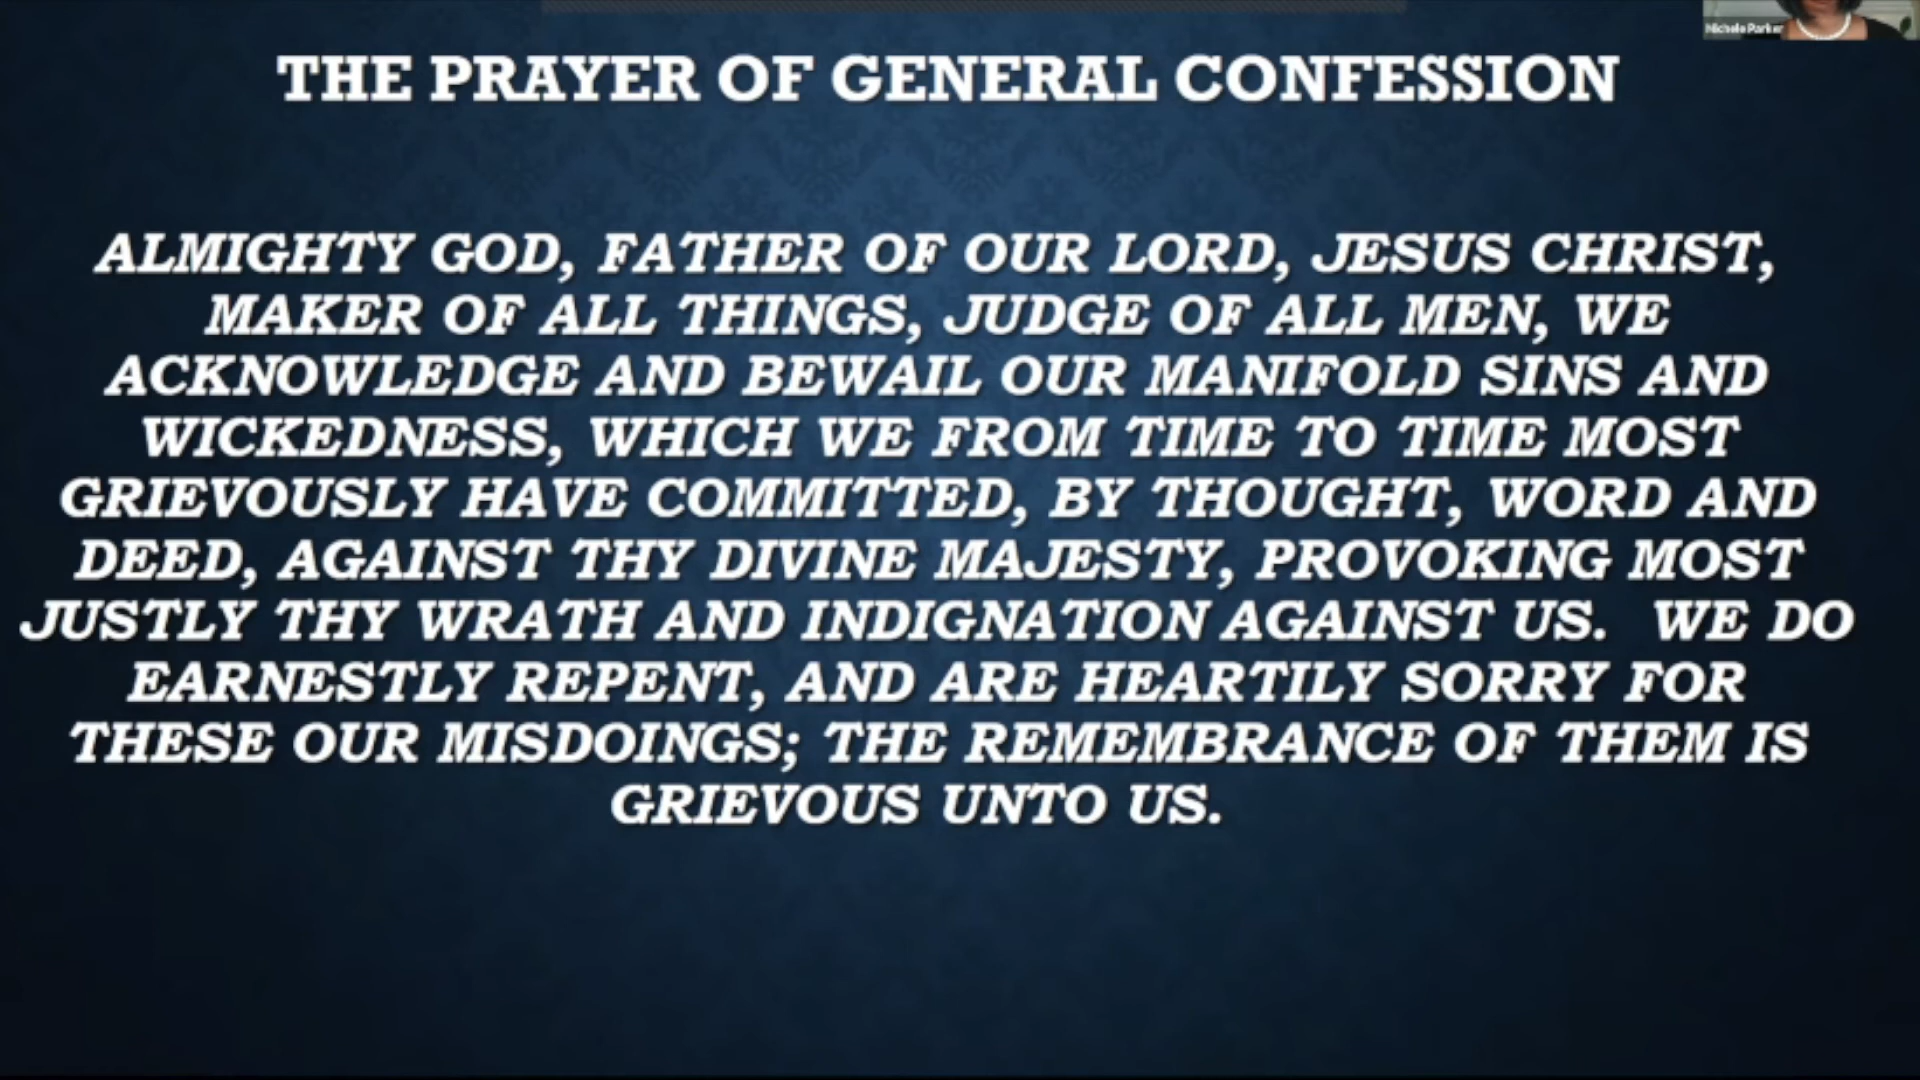 Nichele Parker
THE PRAYER OF GENERAL CONFESSION
ALMIGHTY GOD, FATHER OF OUR LORD, JESUS CHRIST,
MAKER OF ALL THINGS, JUDGE OF ALL MEN, WE
ACKNOWLEDGE AND BEWAIL OUR MANIFOLD SINS AND
WICKEDNESS, WHICH WE FROM TIME TO TIME MOST
GRIEVOUSLY HAVE COMMITTED, BY THOUGHT, WORD AND
DEED, AGAINST THY DIVINE MAJESTY, PROVOKING MOST
JUSTLY THY WRATH AND INDIGNATION AGAINST US. WE DO
EARNESTLY REPENT, AND ARE HEARTILY SORRY FOR
THESE OUR MISDOINGS; THE REMEMBRANCE OF THEM IS
GRIEVOUS UNTO US.